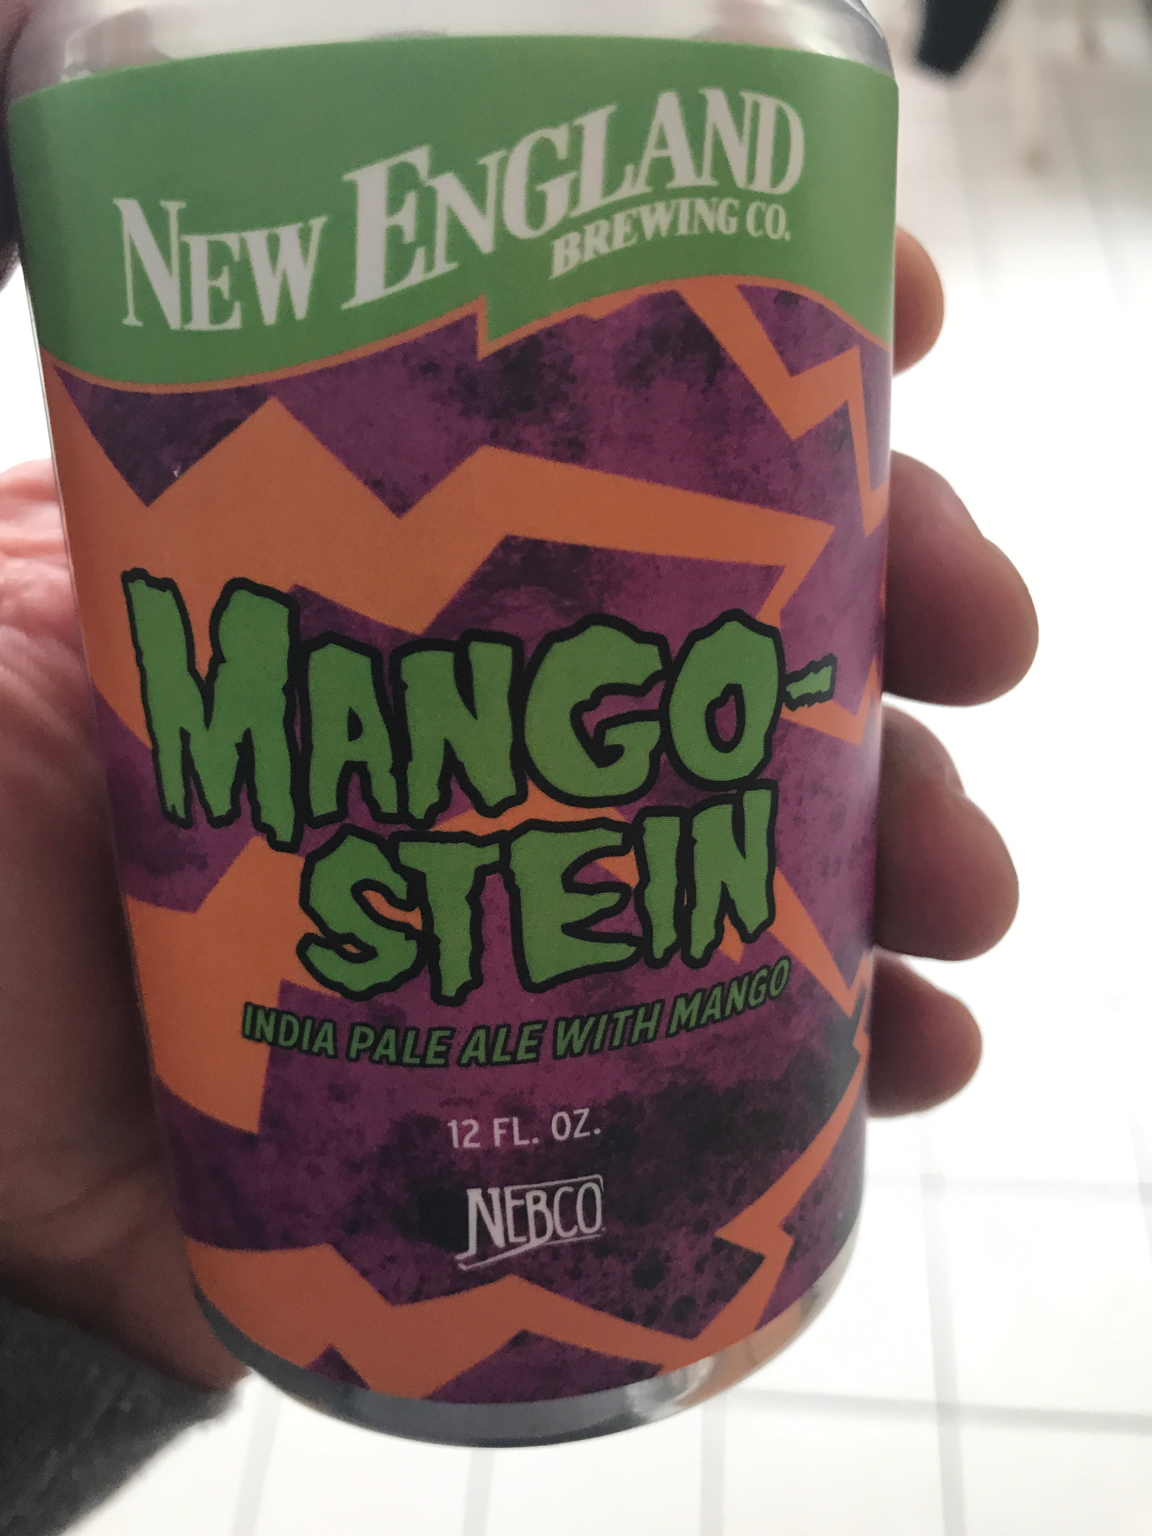 NEW ENGLAND
BREWING CO.
MANGO-
STEIN
INDIA PALE ALE WITH MANGO
12 FL. OZ.
NEBCO